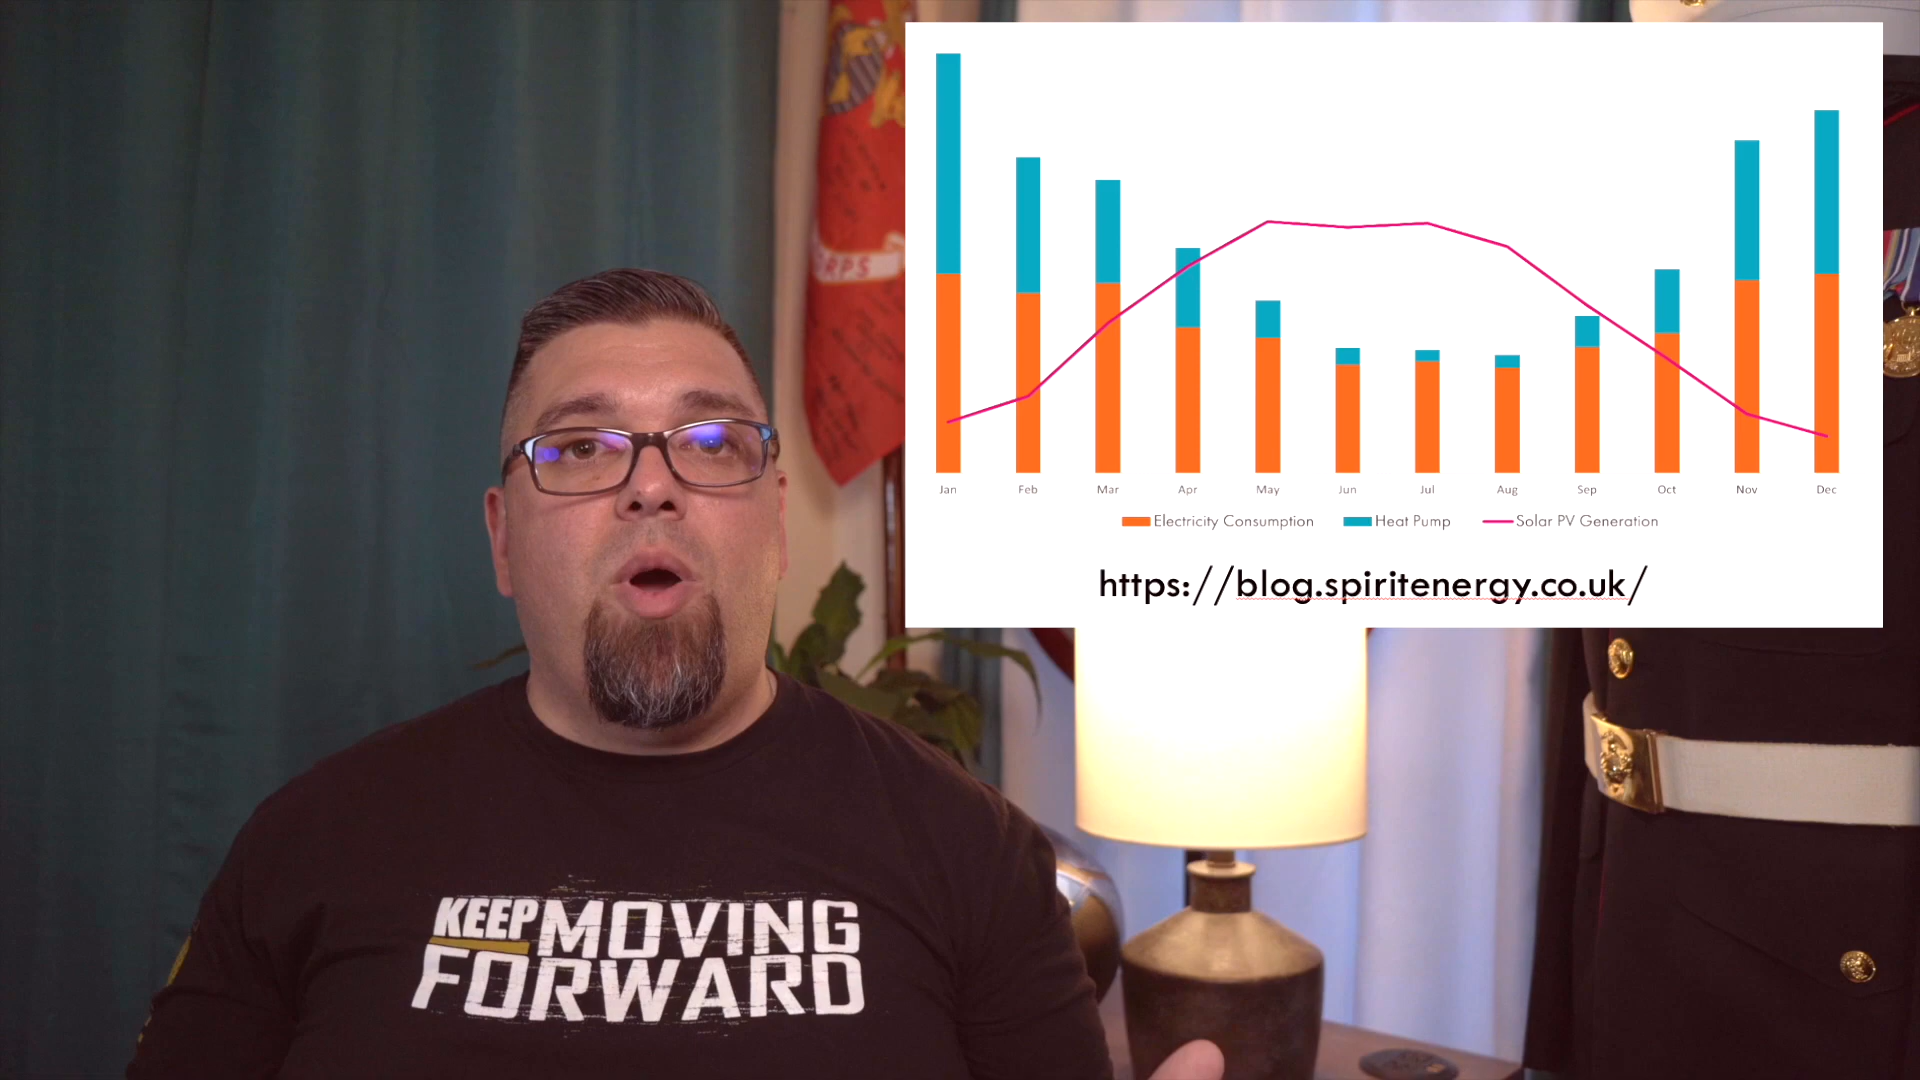 RPS
Jan Feb Mar Apr May Jun Jul Aug Sep Oct Nov Dec
Electricity Consumption Heat Pump Solar PV Generation
https://blog.spiritenergy.co.uk/
KEEP MOVING
FORWARD